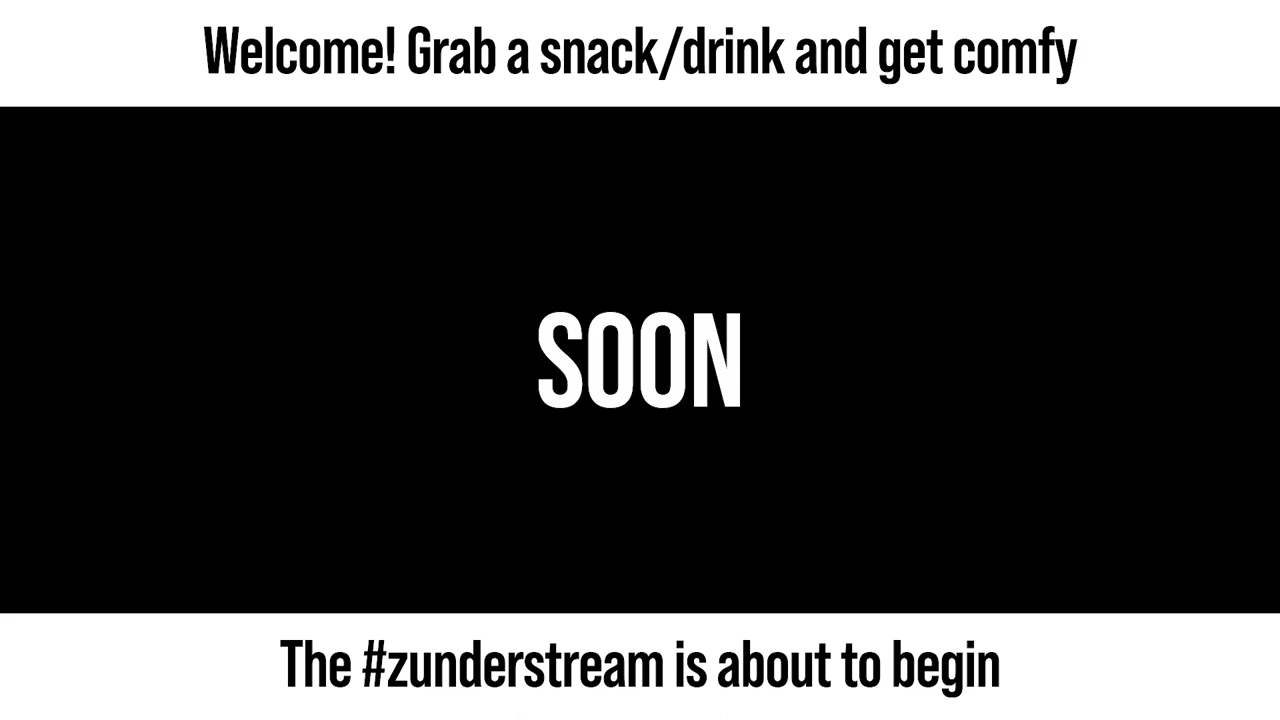 Welcome! Grab a snack/drink and get comfy
SOON
The #zunderstream is about to begin